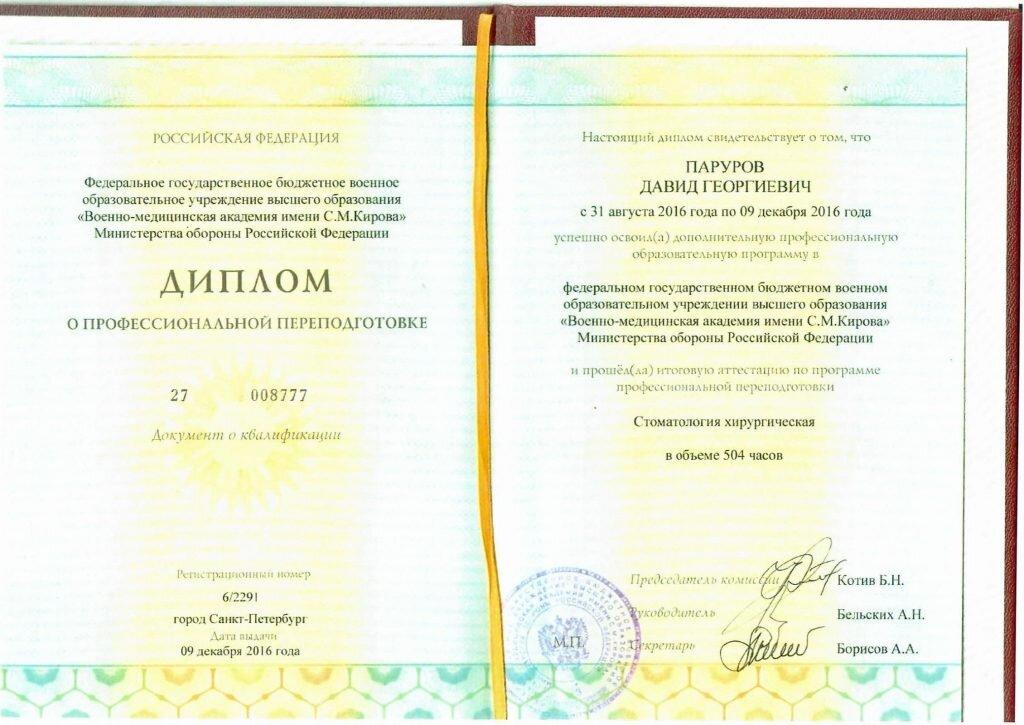 РОССИЙСКАЯ ФЕДЕРАЦИЯ
Федеральное государственное бюджетное военное
образовательное учреждение высшего образования
«Военно-медицинская академия имени С.М.Кирова»
Министерства обороны Российской Федерации
ДИПЛОМ
О ПРОФЕССИОНАЛЬНОЙ ПЕРЕПОДГОТОВКЕ
27 008777
Документ о квалификации
Регистрационный номер
6/2291
город Санкт-Петербург
Дата выдачи
09 декабря 2016 года
Настоящий диплом свидетельствует о том, что
ПАРУРОВ
ДАВИД ГЕОРГИЕВИЧ
с 31 августа 2016 года по 09 декабря 2016 года
успешно освоил(а) дополнительную профессиональную
образовательную программу в
федеральном государственном бюджетном военном
образовательном учреждении высшего образования
«Военно-медицинская академия имени С.М.Кирова»
Министерства обороны Российской Федерации
и прошёл(ла) итоговую аттестацию по программе
профессиональной переподготовки
Стоматология хирургическая
в объеме 504 часов
Председатель комиссии Котив Б.Н.
Руководитель Бельских А.Н.
М.П.
Секретарь Борисов А.А.